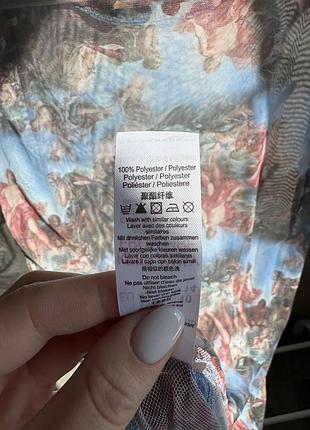 100% Polyester / Polyester
Polyester / Polyester
Poliéster / Poliestere
聚酯纤维
Wash with similar colours
Laver avec des couleurs
similaires
Mit ähnlichen Farben zusammen
waschen
Met soortgelijke kleuren wassen
Lavar con colores similares
Lavare il capo con colori simili
Do not bleach
Ne pas utiliser d'eau de javel
Nicht bleichen